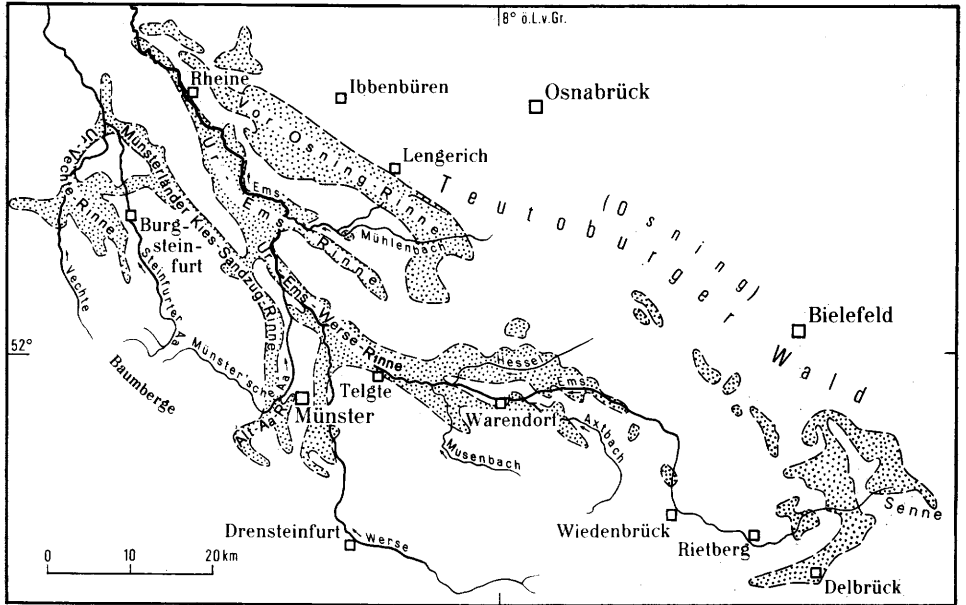 8° ö.L.v.Gr.
Rheine
Ibbenbüren
Osnabrück
Vor Osning Rinne
Lengerich
Teutoburger
Wald
(Osning)
Ur-Vechte Rinne
Münsterländer Kies-Sandzug-Rinne
Ur
Ems
Rinne
Ems
Mühlenbach
Burg-
stein-
furt
Steinfurter Aa
Vechte
Ur
Ems-Werse Rinne
Bielefeld
52°
Baumberge
Münster'sche
Aa
Münster
Telgte
Hessel
Ems
Warendorf
Axtbach
Musenbach
Senne
Drensteinfurt
Werse
Wiedenbrück
Rietberg
Delbrück
0 10 20 km